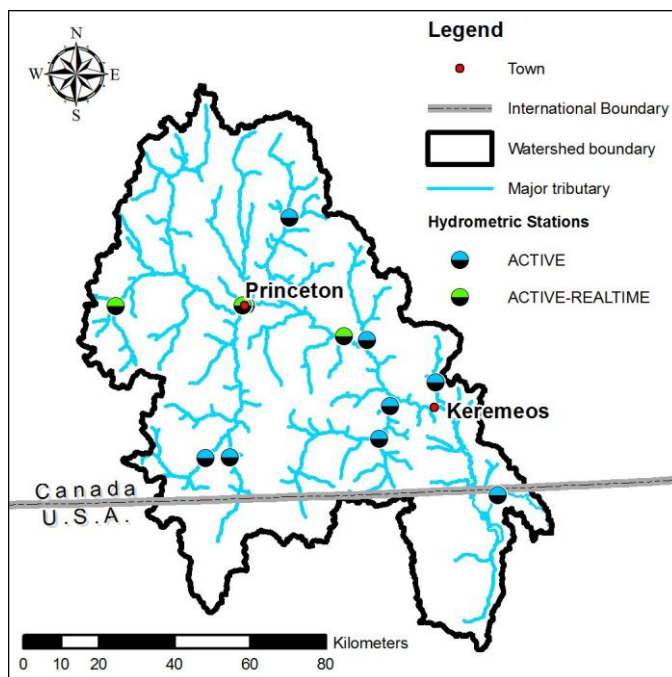 N
W E
S
Legend
Town
International Boundary
Watershed boundary
Major tributary
Hydrometric Stations
ACTIVE
ACTIVE-REALTIME
Princeton
Keremeos
Canada
U.S.A.
Kilometers
0 10 20 40 60 80